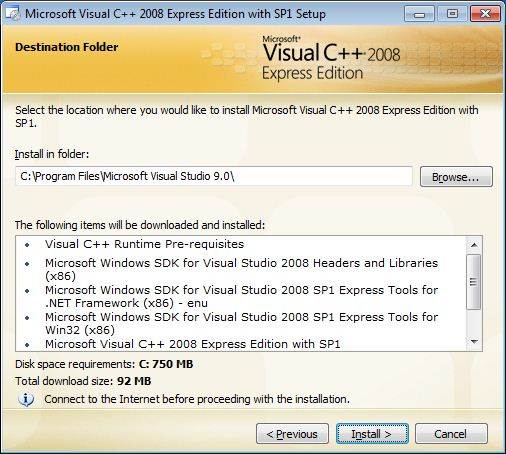 Microsoft Visual C++ 2008 Express Edition with SP1 Setup
Destination Folder
Microsoft®
Visual C++ 2008
Express Edition
Select the location where you would like to install Microsoft Visual C++ 2008 Express Edition with
SP1.
Install in folder:
C:\Program Files\Microsoft Visual Studio 9.0\
Browse...
The following items will be downloaded and installed:
• Visual C++ Runtime Pre-requisites
• Microsoft Windows SDK for Visual Studio 2008 Headers and Libraries
(x86)
• Microsoft Windows SDK for Visual Studio 2008 SP1 Express Tools for
.NET Framework (x86) - enu
• Microsoft Windows SDK for Visual Studio 2008 SP1 Express Tools for
Win32 (x86)
• Microsoft Visual C++ 2008 Express Edition with SP1
Disk space requirements: C: 750 MB
Total download size: 92 MB
Connect to the Internet before proceeding with the installation.
< Previous
Install >
Cancel